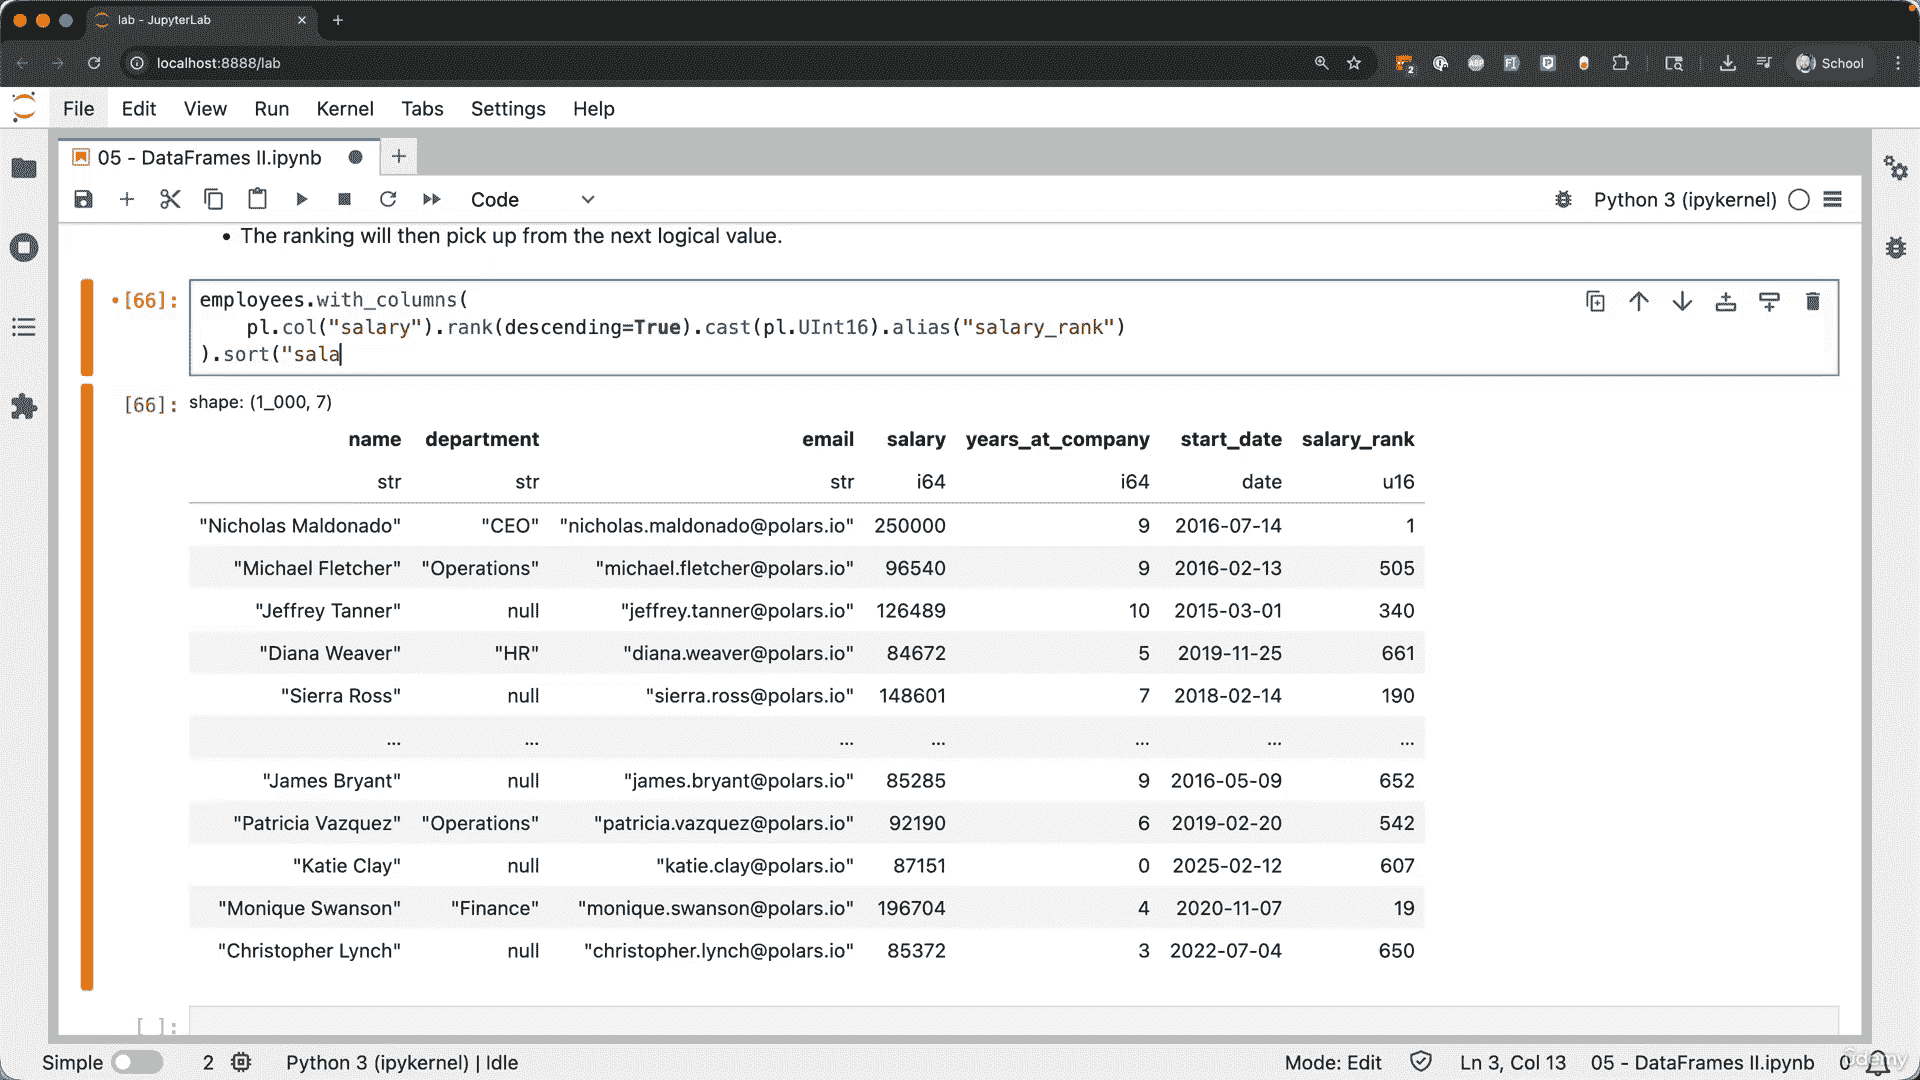 lab - JupyterLab
localhost:8888/lab
2
School
File Edit View Run Kernel Tabs Settings Help
05 - DataFrames II.ipynb
Code
Python 3 (ipykernel)
• The ranking will then pick up from the next logical value.
[66]:
employees.with_columns(
    pl.col("salary").rank(descending=True).cast(pl.UInt16).alias("salary_rank")
).sort("sala
[66]: shape: (1_000, 7)
name department email salary years_at_company start_date salary_rank
str str str i64 i64 date u16
"Nicholas Maldonado" "CEO" "nicholas.maldonado@polars.io" 250000 9 2016-07-14 1
"Michael Fletcher" "Operations" "michael.fletcher@polars.io" 96540 9 2016-02-13 505
"Jeffrey Tanner" null "jeffrey.tanner@polars.io" 126489 10 2015-03-01 340
"Diana Weaver" "HR" "diana.weaver@polars.io" 84672 5 2019-11-25 661
"Sierra Ross" null "sierra.ross@polars.io" 148601 7 2018-02-14 190
… … … … … … …
"James Bryant" null "james.bryant@polars.io" 85285 9 2016-05-09 652
"Patricia Vazquez" "Operations" "patricia.vazquez@polars.io" 92190 6 2019-02-20 542
"Katie Clay" null "katie.clay@polars.io" 87151 0 2025-02-12 607
"Monique Swanson" "Finance" "monique.swanson@polars.io" 196704 4 2020-11-07 19
"Christopher Lynch" null "christopher.lynch@polars.io" 85372 3 2022-07-04 650
[ ]:
Simple 2 Python 3 (ipykernel) | Idle Mode: Edit Ln 3, Col 13 05 - DataFrames II.ipynb 0
udemy